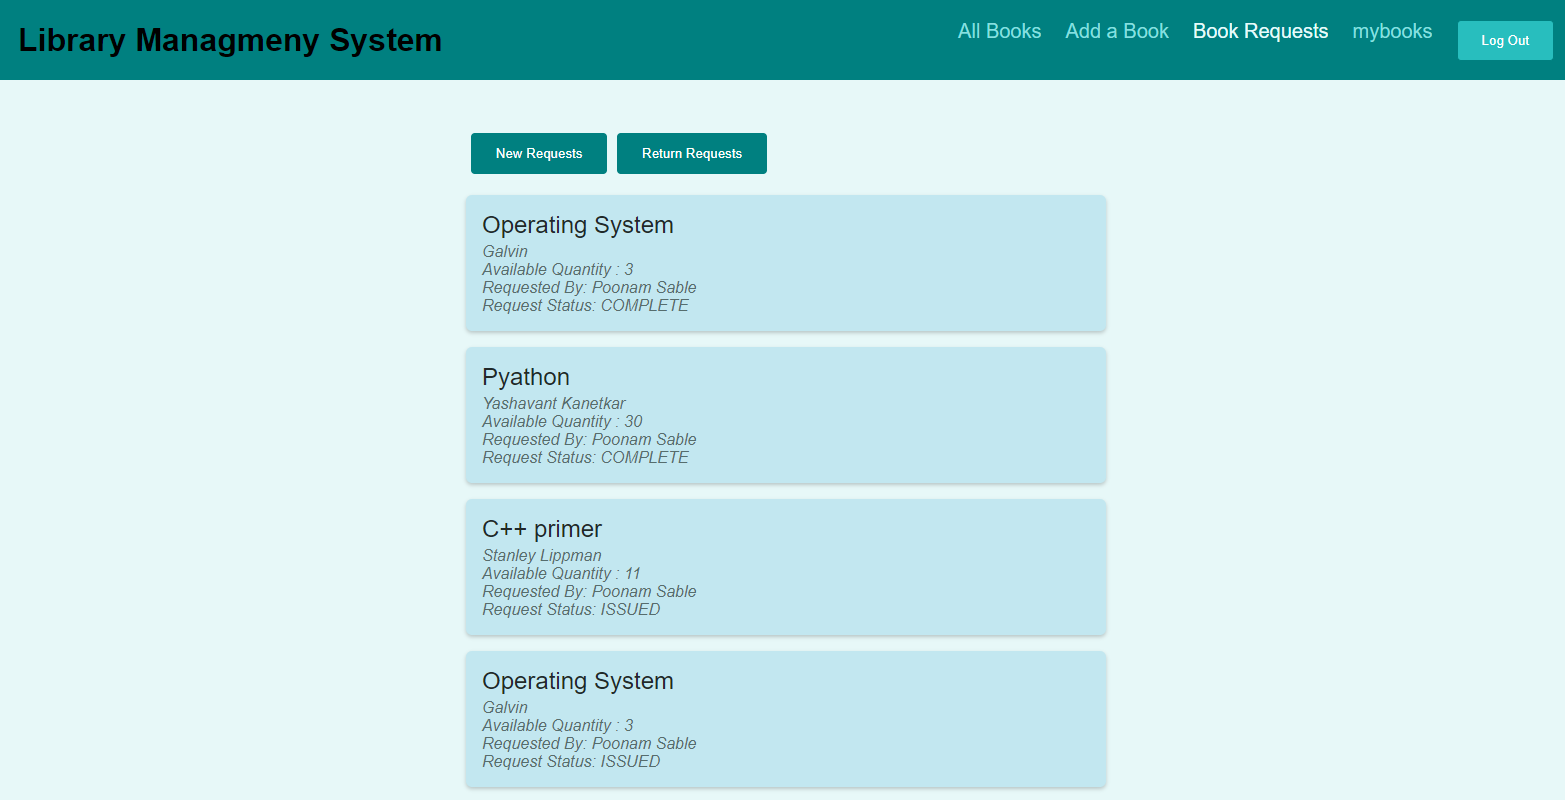 Library Managmeny System
All Books
Add a Book
Book Requests
mybooks
Log Out
New Requests
Return Requests
Operating System
Galvin
Available Quantity : 3
Requested By: Poonam Sable
Request Status: COMPLETE
Pyathon
Yashavant Kanetkar
Available Quantity : 30
Requested By: Poonam Sable
Request Status: COMPLETE
C++ primer
Stanley Lippman
Available Quantity : 11
Requested By: Poonam Sable
Request Status: ISSUED
Operating System
Galvin
Available Quantity : 3
Requested By: Poonam Sable
Request Status: ISSUED